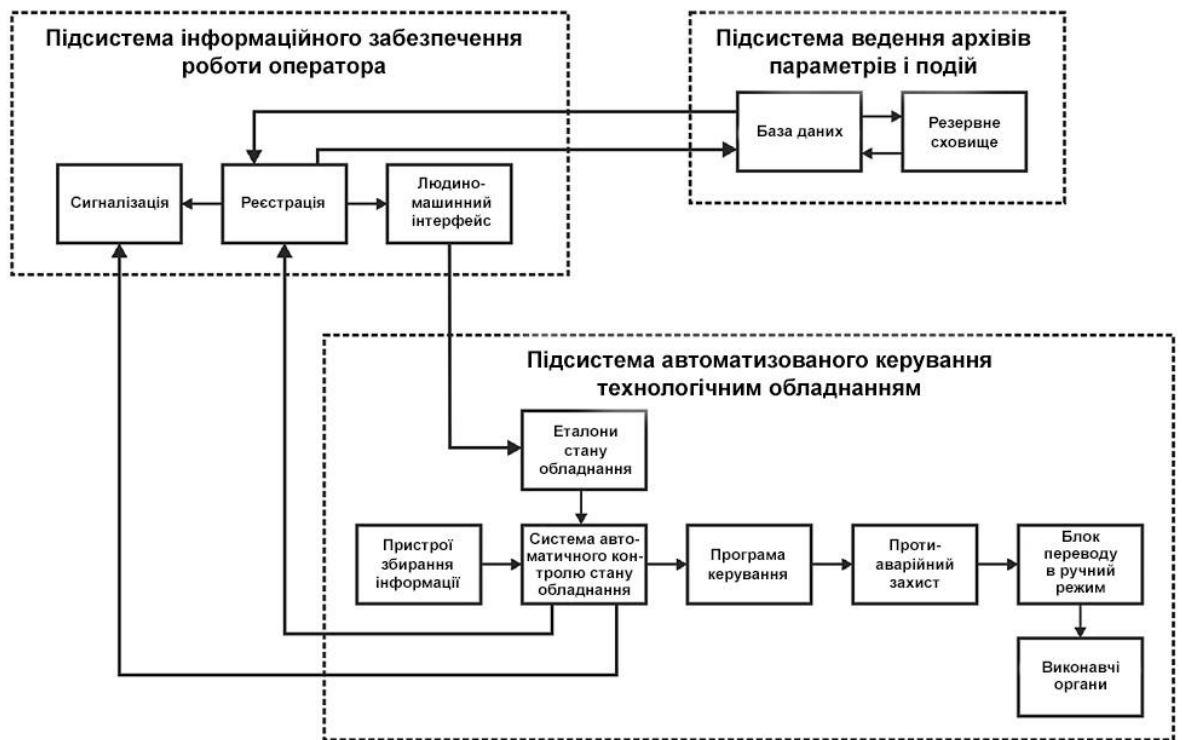 Підсистема інформаційного забезпечення
роботи оператора
Підсистема ведення архівів
параметрів і подій
База даних
Резервне
сховище
Сигналізація
Реєстрація
Людино-
машинний
інтерфейс
Підсистема автоматизованого керування
технологічним обладнанням
Еталони
стану
обладнання
Пристрої
збирання
інформації
Система авто-
матичного кон-
тролю стану
обладнання
Програма
керування
Проти-
аварійний
захист
Блок
переводу
в ручний
режим
Виконавчі
органи